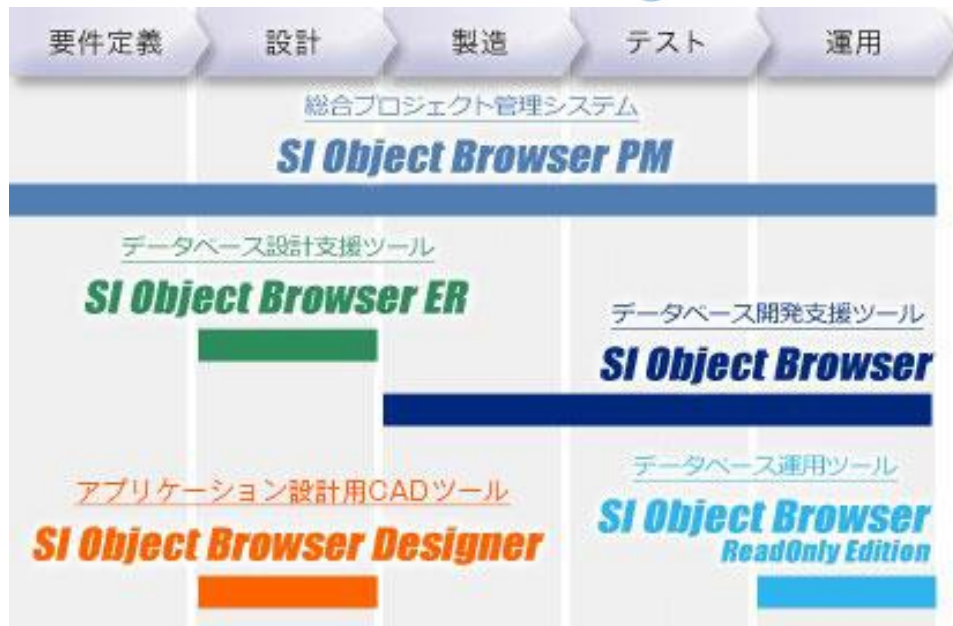 要件定義
設計
製造
テスト
運用
総合プロジェクト管理システム
SI Object Browser PM
データベース設計支援ツール
SI Object Browser ER
データベース開発支援ツール
SI Object Browser
データベース運用ツール
SI Object Browser
ReadOnly Edition
アプリケーション設計用CADツール
SI Object Browser Designer